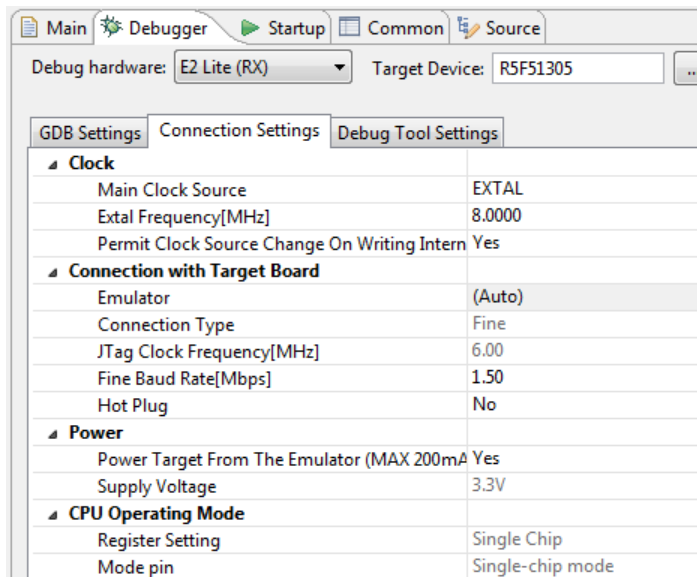 Main Debugger Startup Common Source
Debug hardware: E2 Lite (RX) Target Device: R5F51305 ...
GDB Settings Connection Settings Debug Tool Settings
Clock
Main Clock Source EXTAL
Extal Frequency[MHz] 8.0000
Permit Clock Source Change On Writing Intern Yes
Connection with Target Board
Emulator (Auto)
Connection Type Fine
JTag Clock Frequency[MHz] 6.00
Fine Baud Rate[Mbps] 1.50
Hot Plug No
Power
Power Target From The Emulator (MAX 200mA Yes
Supply Voltage 3.3V
CPU Operating Mode
Register Setting Single Chip
Mode pin Single-chip mode